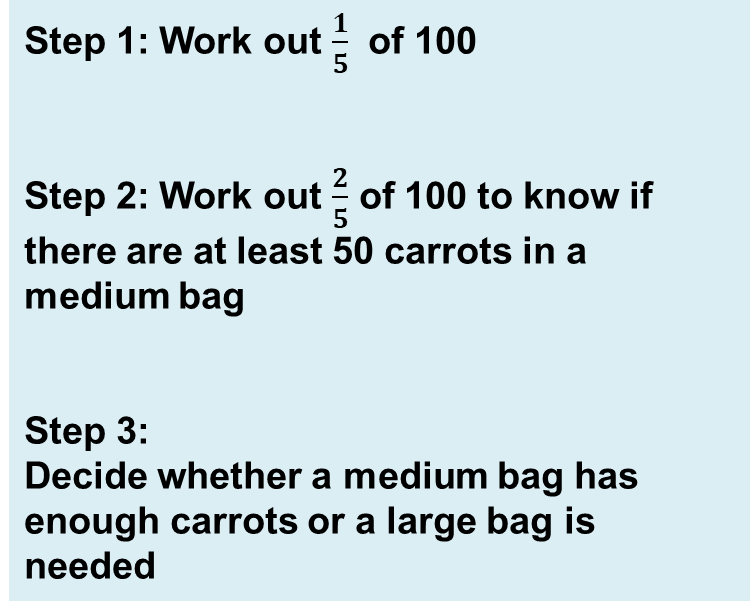 Step 1: Work out 1/5 of 100
Step 2: Work out 2/5 of 100 to know if
there are at least 50 carrots in a
medium bag
Step 3:
Decide whether a medium bag has
enough carrots or a large bag is
needed